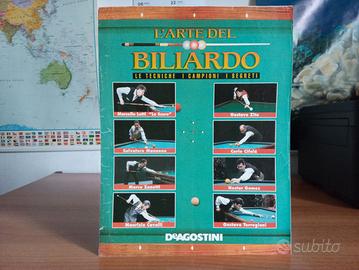 L'ARTE DEL
BILIARDO
LE TECNICHE I CAMPIONI I SEGRETI
Marcello Lotti "Lo Scuro"
Gustavo Zito
Salvatore Mannone
Carlo Cifalà
Marco Zanetti
Nestor Gomez
Maurizio Cavalli
Gustavo Torregiani
DEAGOSTINI
subito